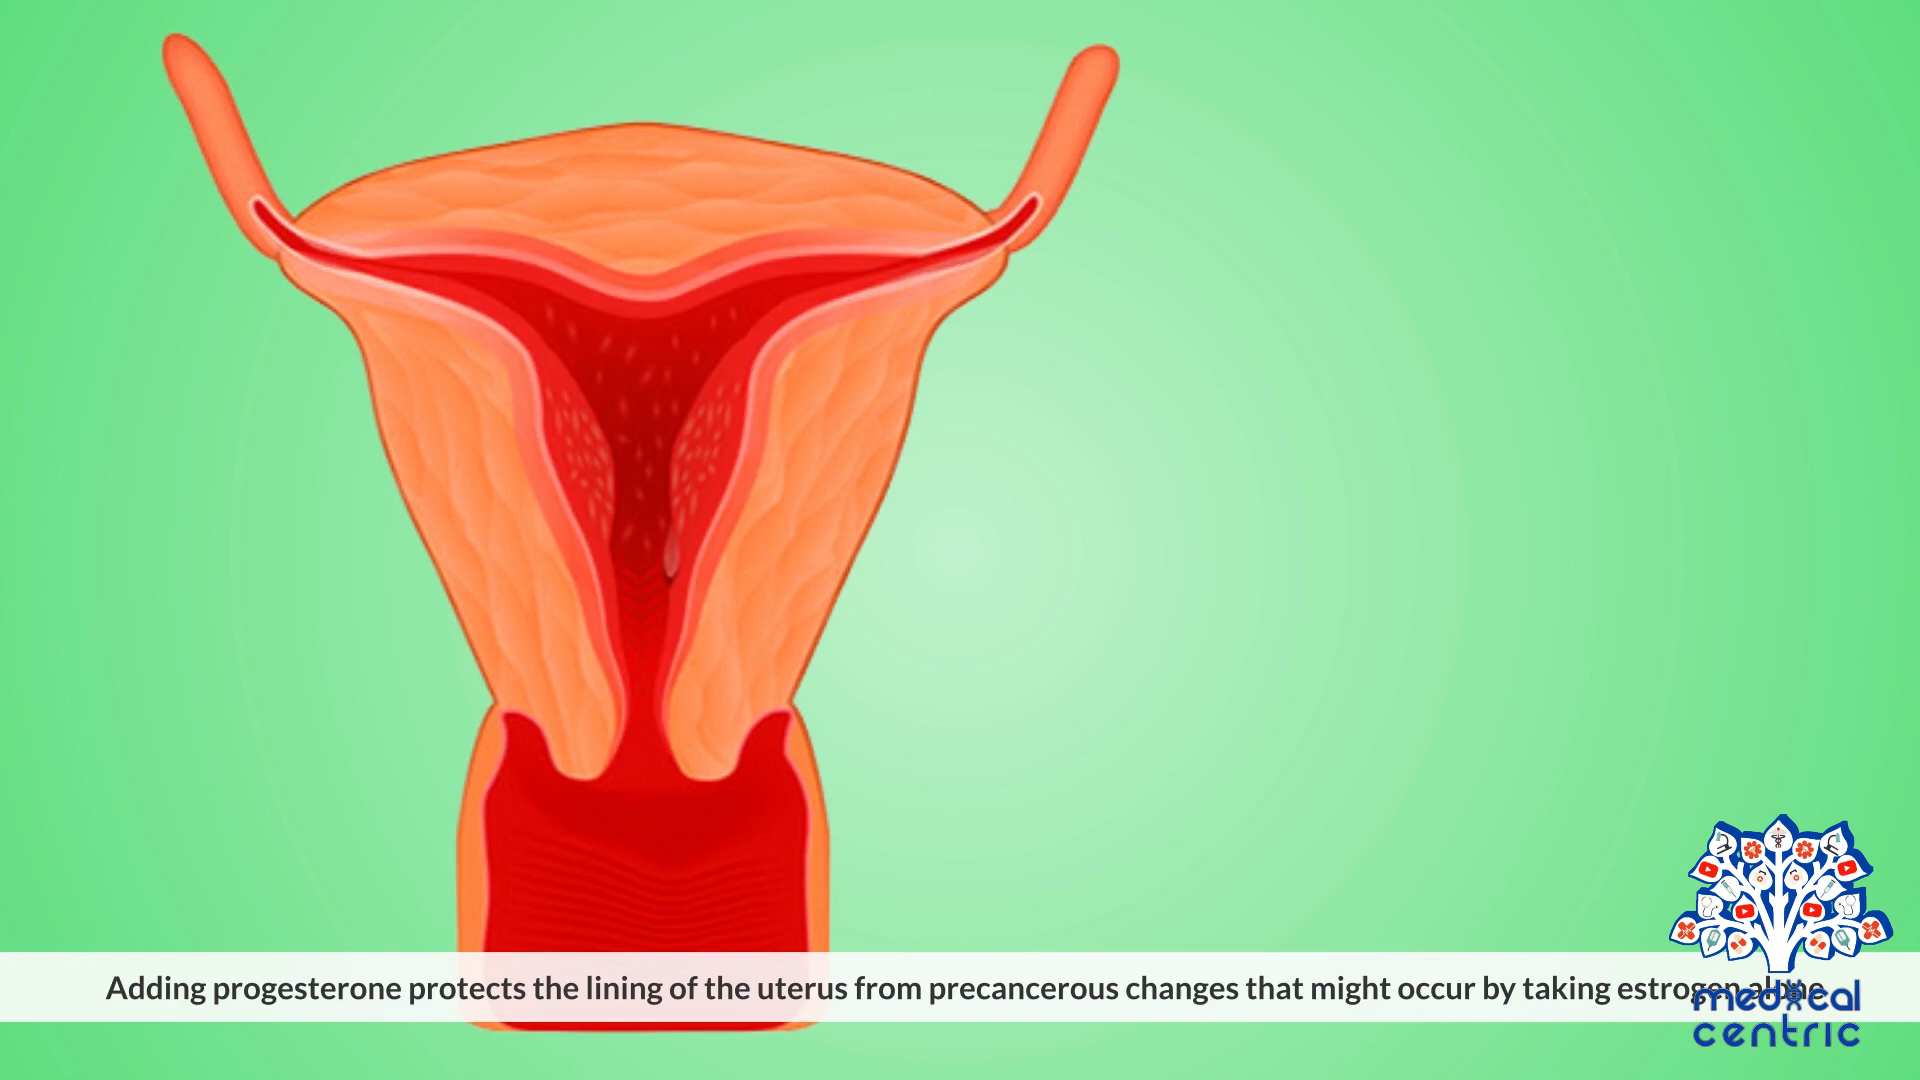 Adding progesterone protects the lining of the uterus from precancerous changes that might occur by taking estrogen alone
medical
centric